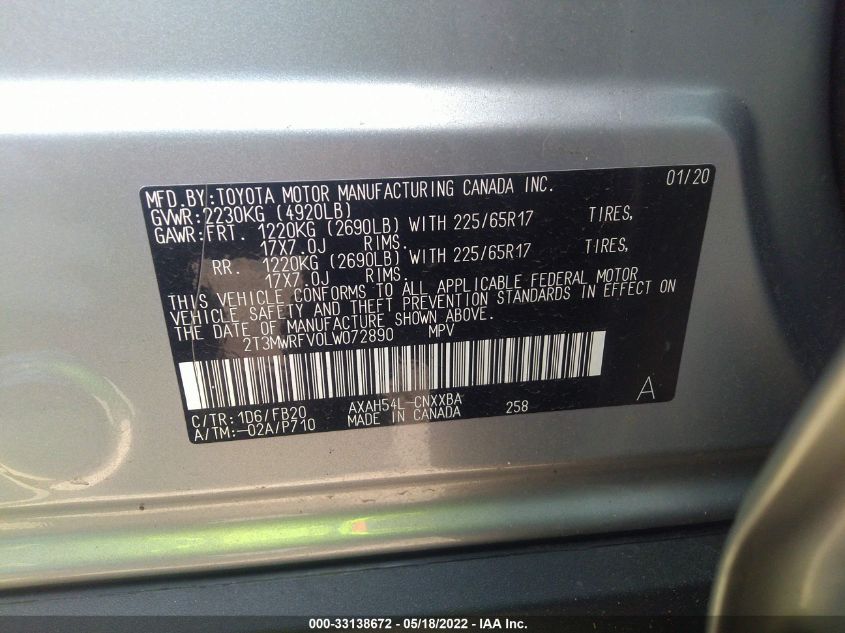 MFD.BY:TOYOTA MOTOR MANUFACTURING CANADA INC. 01/20
GVWR:2230KG (4920LB)
GAWR:FRT. 1220KG (2690LB) WITH 225/65R17 TIRES,
17X7.0J RIMS.
RR. 1220KG (2690LB) WITH 225/65R17 TIRES,
17X7.0J RIMS.
THIS VEHICLE CONFORMS TO ALL APPLICABLE FEDERAL MOTOR
VEHICLE SAFETY AND THEFT PREVENTION STANDARDS IN EFFECT ON
THE DATE OF MANUFACTURE SHOWN ABOVE.
2T3MWRFV0LW072890 MPV
C/TR:1D6/FB20 AXAH54L-CNXXBA A
A/TM:-02A/P710 MADE IN CANADA 258
000-33138672 - 05/18/2022 - IAA Inc.